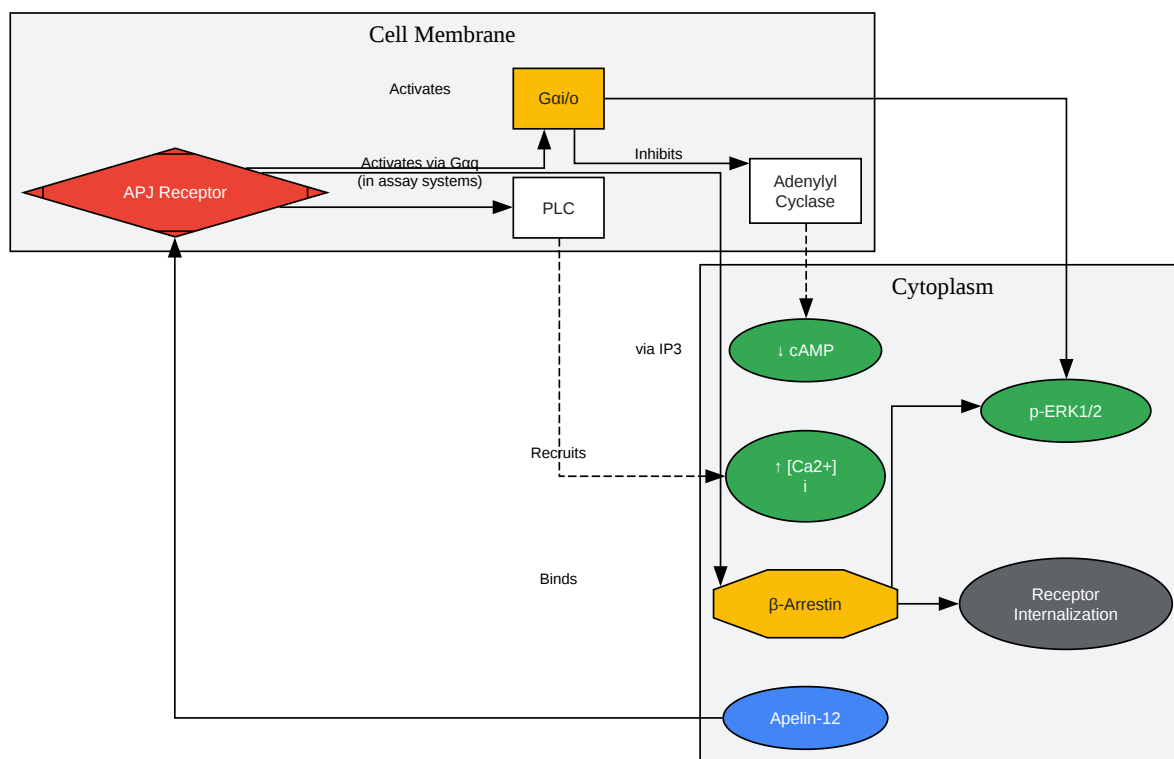 Cell Membrane
Activates
Gαi/o
Activates via Gαq
(in assay systems)
Inhibits
APJ Receptor
PLC
Adenylyl
Cyclase
Cytoplasm
via IP3
↓ cAMP
p-ERK1/2
Recruits
↑ [Ca2+]
i
Binds
β-Arrestin
Receptor
Internalization
Apelin-12